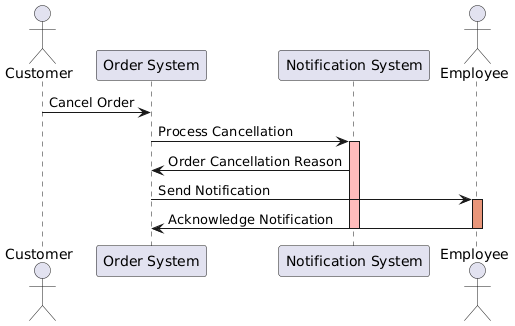 Customer
Order System
Notification System
Employee
Cancel Order
Process Cancellation
Order Cancellation Reason
Send Notification
Acknowledge Notification
Customer
Order System
Notification System
Employee